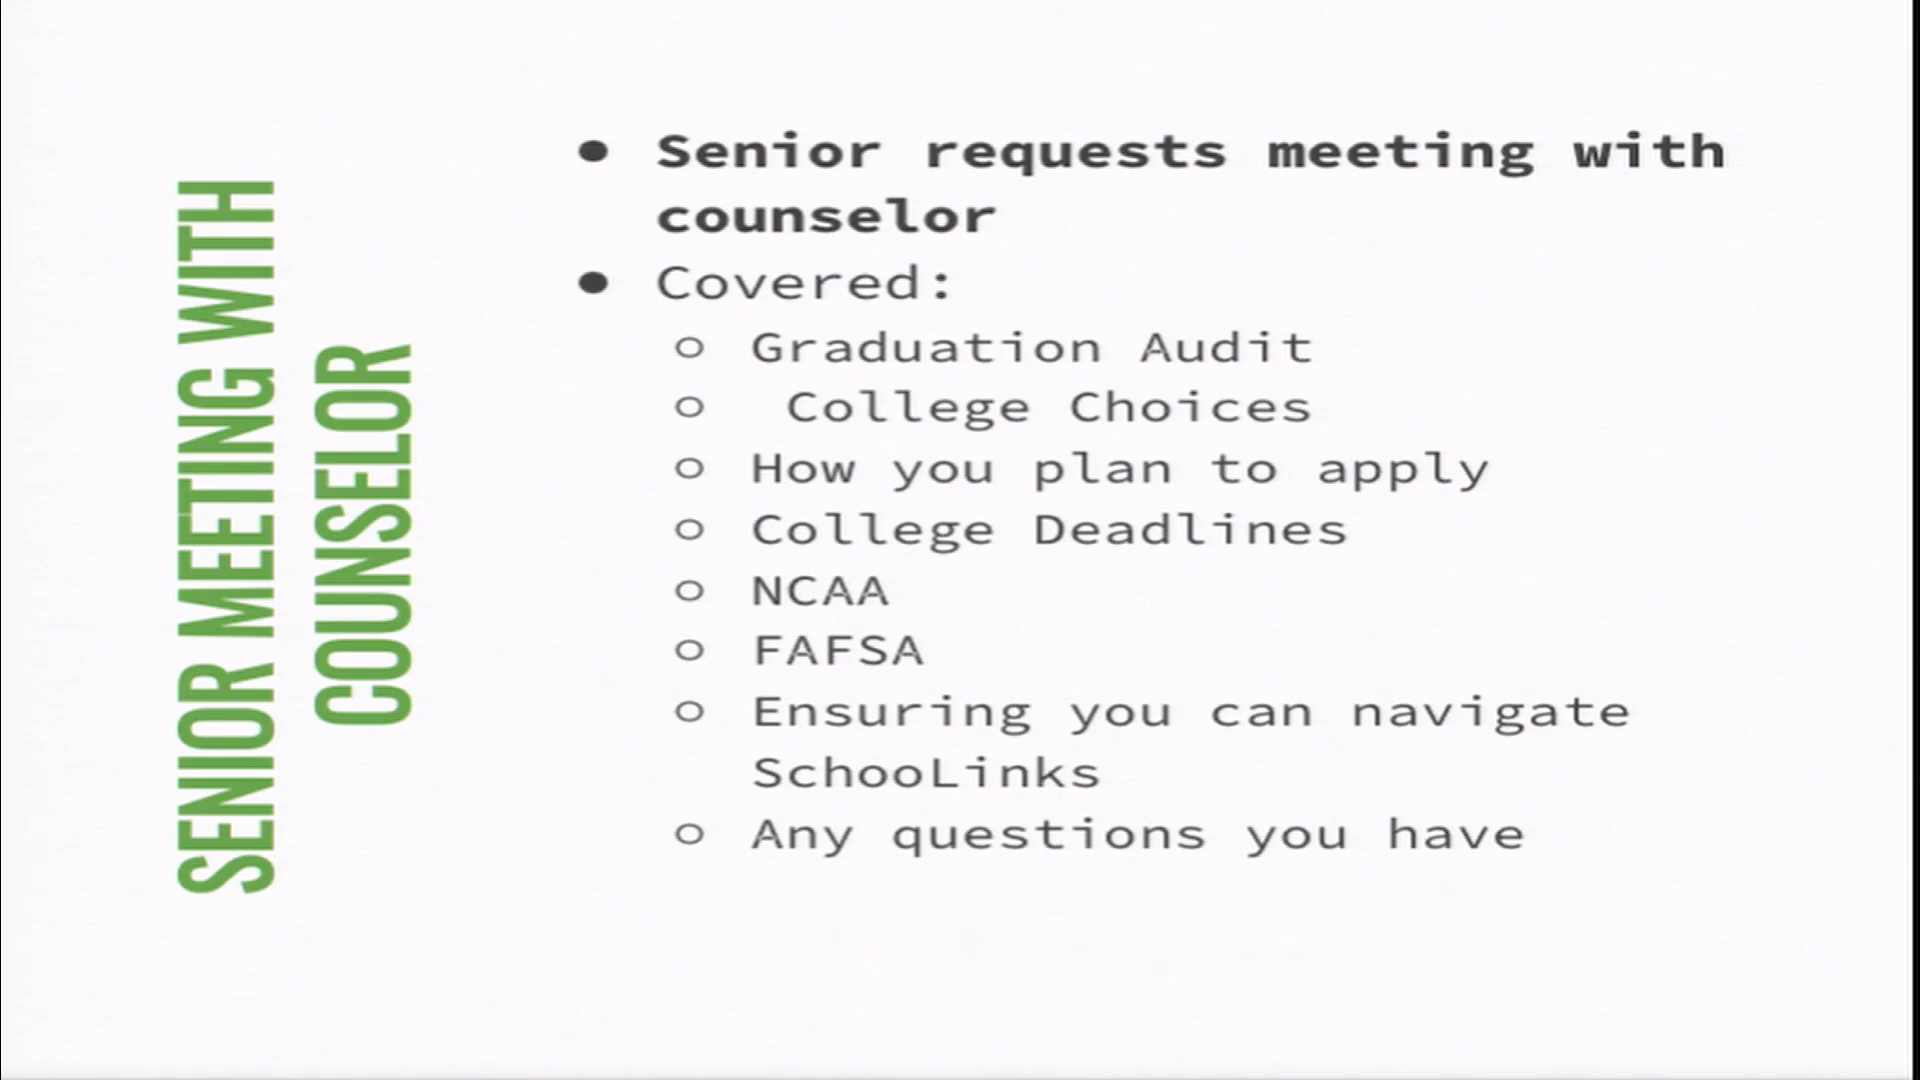 SENIOR MEETING WITH
COUNSELOR
● Senior requests meeting with
counselor
● Covered:
○ Graduation Audit
○ College Choices
○ How you plan to apply
○ College Deadlines
○ NCAA
○ FAFSA
○ Ensuring you can navigate
SchooLinks
○ Any questions you have